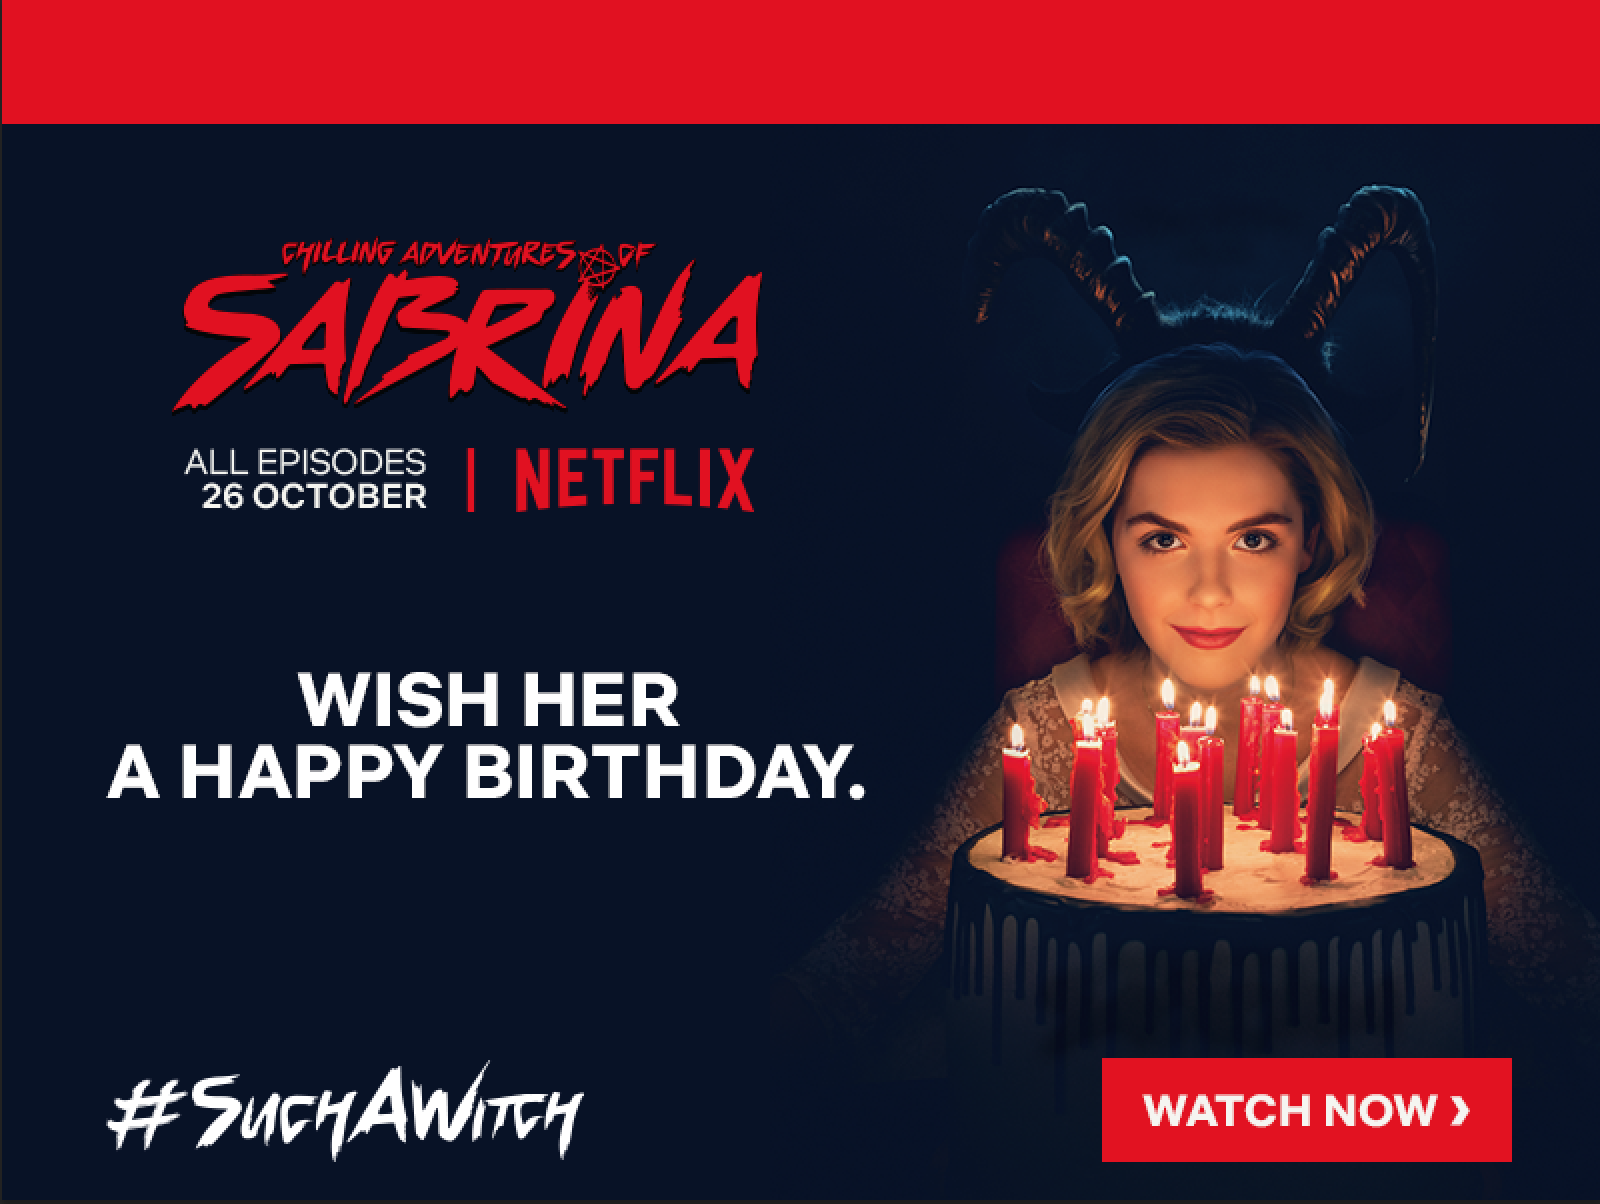 CHILLING ADVENTURES OF
SABRINA
ALL EPISODES
26 OCTOBER
NETFLIX
WISH HER
A HAPPY BIRTHDAY.
#SUCHAWITCH
WATCH NOW ›